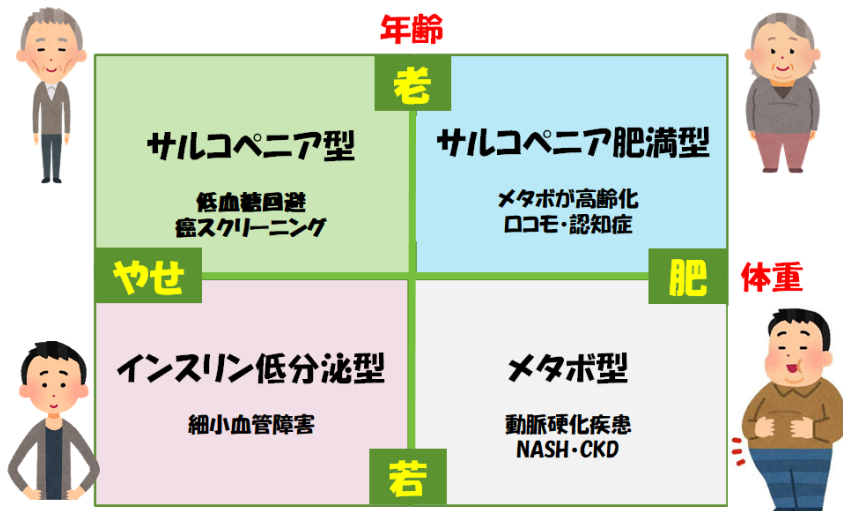 年齢
老
サルコペニア型
サルコペニア肥満型
低血糖回避
癌スクリーニング
メタボが高齢化
ロコモ・認知症
やせ
肥
体重
インスリン低分泌型
メタボ型
細小血管障害
動脈硬化疾患
NASH・CKD
若